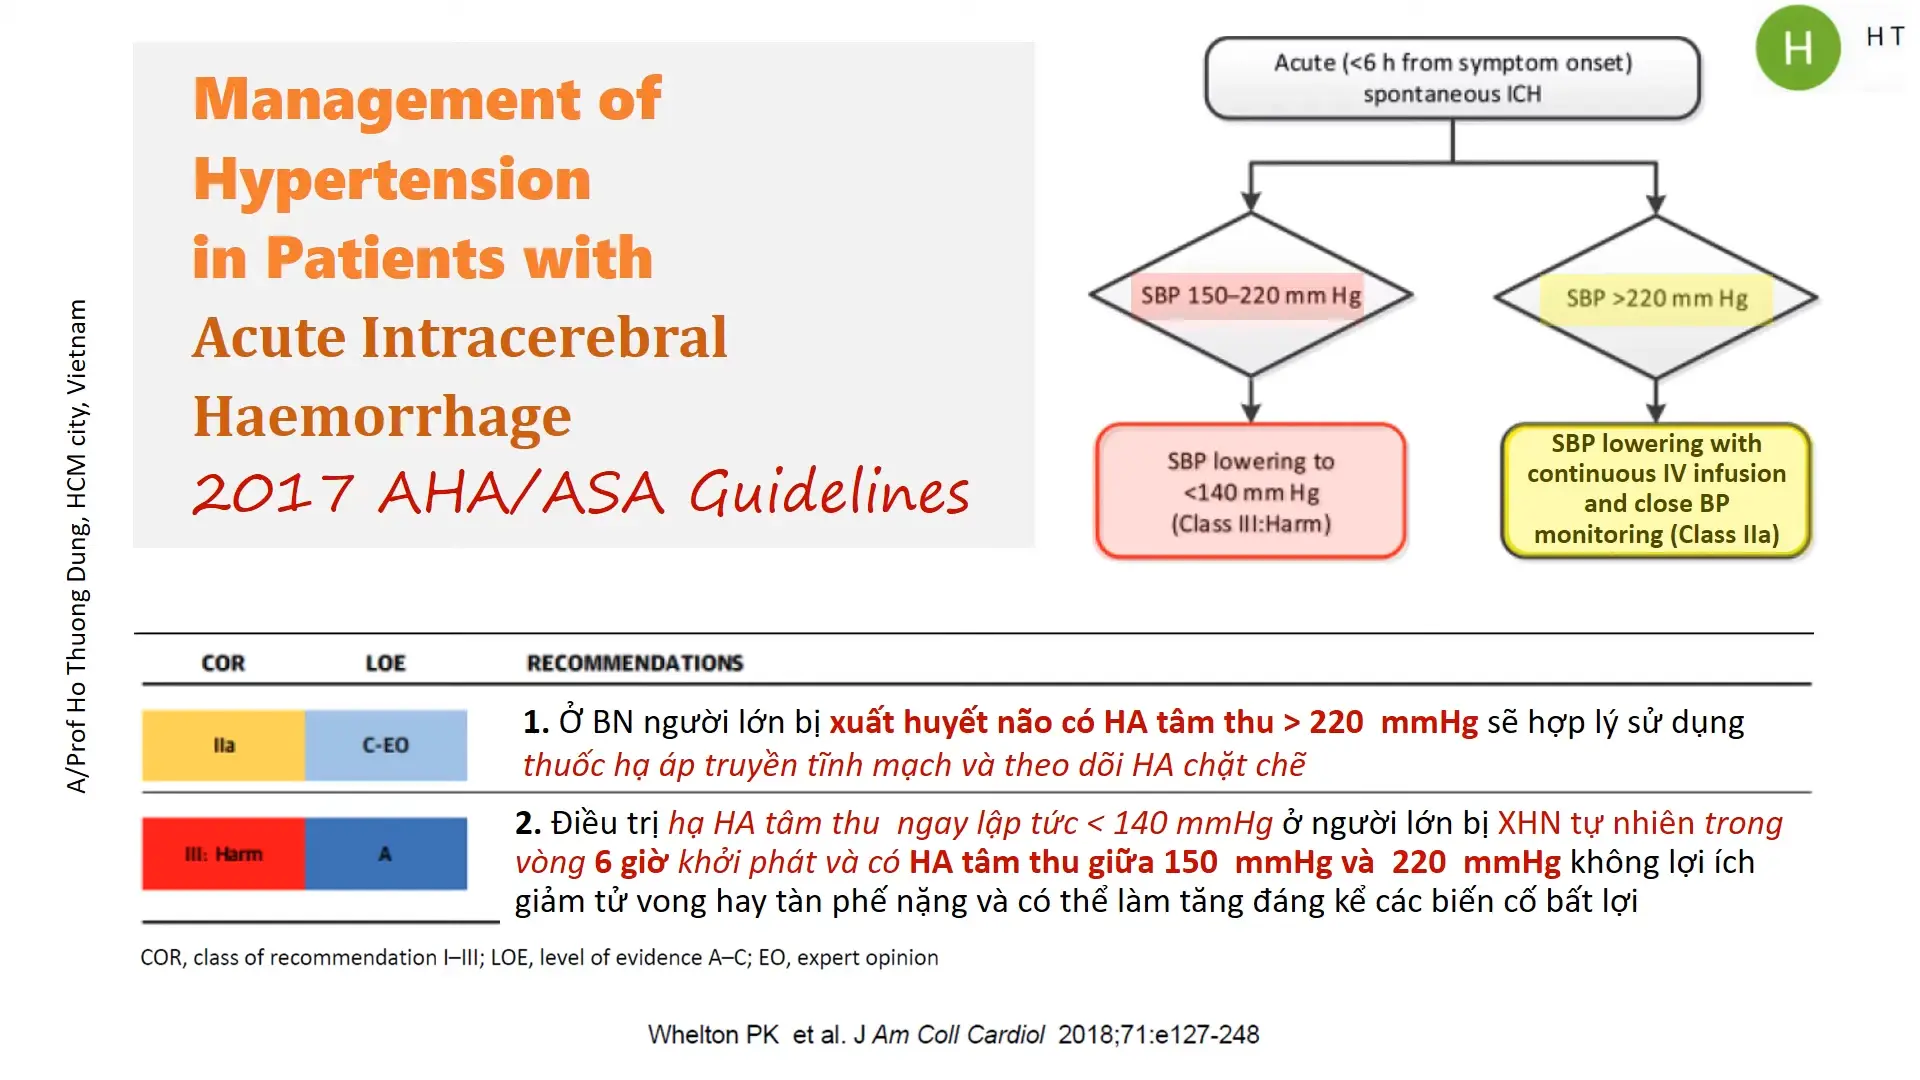 Management of
Hypertension
in Patients with
Acute Intracerebral
Haemorrhage
2017 AHA/ASA Guidelines
A/Prof Ho Thuong Dung, HCM city, Vietnam
H
H T
Acute (<6 h from symptom onset)
spontaneous ICH
SBP 150–220 mm Hg
SBP >220 mm Hg
SBP lowering to
<140 mm Hg
(Class III:Harm)
SBP lowering with
continuous IV infusion
and close BP
monitoring (Class IIa)
COR LOE RECOMMENDATIONS
IIa C-EO
1. Ở BN người lớn bị xuất huyết não có HA tâm thu > 220 mmHg sẽ hợp lý sử dụng
thuốc hạ áp truyền tĩnh mạch và theo dõi HA chặt chẽ
III: Harm A
2. Điều trị hạ HA tâm thu ngay lập tức < 140 mmHg ở người lớn bị XHN tự nhiên trong
vòng 6 giờ khởi phát và có HA tâm thu giữa 150 mmHg và 220 mmHg không lợi ích
giảm tử vong hay tàn phế nặng và có thể làm tăng đáng kể các biến cố bất lợi
COR, class of recommendation I–III; LOE, level of evidence A–C; EO, expert opinion
Whelton PK et al. J Am Coll Cardiol 2018;71:e127-248